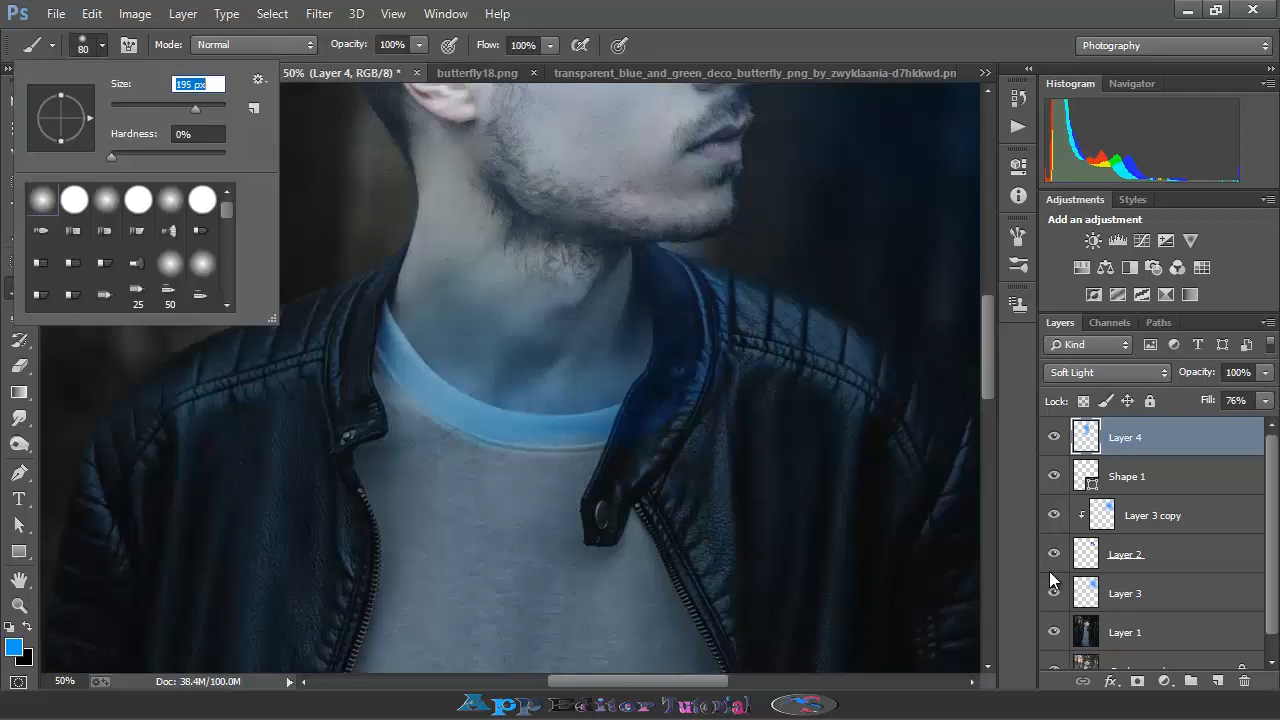 Ps File Edit Image Layer Type Select Filter 3D View Window Help
80 Mode: Normal Opacity: 100% Flow: 100% Photography
50% (Layer 4, RGB/8) * × butterfly18.png × transparent_blue_and_green_deco_butterfly_png_by_zwyklaania-d7hkkwd.pn
Size: 195 px
Hardness: 0%
25 50
Histogram Navigator
Adjustments Styles
Add an adjustment
Layers Channels Paths
Kind
Soft Light Opacity: 100%
Lock: Fill: 76%
Layer 4
Shape 1
Layer 3 copy
Layer 2
Layer 3
Layer 1
50% Doc: 38.4M/100.0M
App Editor Tutorial